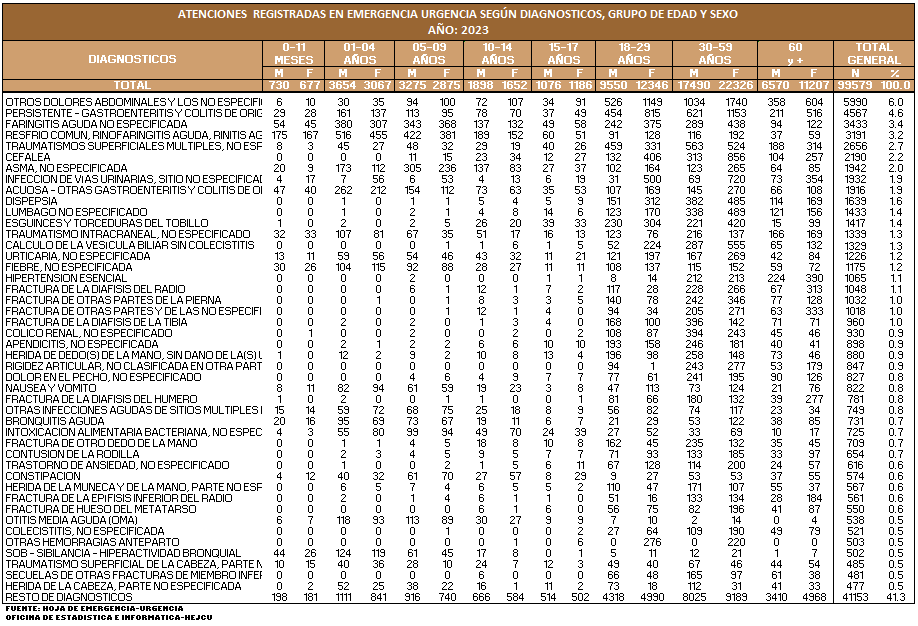 ATENCIONES REGISTRADAS EN EMERGENCIA URGENCIA SEGÚN DIAGNOSTICOS, GRUPO DE EDAD Y SEXO
AÑO: 2023
DIAGNOSTICOS 0-11 MESES 01-04 AÑOS 05-09 AÑOS 10-14 AÑOS 15-17 AÑOS 18-29 AÑOS 30-59 AÑOS 60 y + TOTAL GENERAL
M F M F M F M F M F M F M F M F N %
TOTAL 730 677 3654 3067 3275 2875 1898 1652 1076 1186 9550 12346 17490 22326 6570 11207 99579 100.0
OTROS DOLORES ABDOMINALES Y LOS NO ESPECIFI 6 10 30 35 94 100 72 107 34 91 526 1149 1034 1740 358 604 5990 6.0
PERSISTENTE - GASTROENTERITIS Y COLITIS DE ORIG 29 28 161 137 113 95 78 70 37 49 454 815 621 1153 211 516 4567 4.6
FARINGITIS AGUDA NO ESPECIFICADA 54 45 380 307 343 368 137 132 49 58 242 375 289 438 94 122 3433 3.4
RESFRIO COMUN, RINOFARINGITIS AGUDA, RINITIS AG 175 167 516 455 422 381 189 152 600 51 91 128 116 192 37 59 3191 3.2
TRAUMATISMOS SUPERFICIALES MULTIPLES, NO ESF 8 3 45 27 48 32 29 19 40 26 459 331 563 524 188 314 2656 2.7
CEFALEA 0 0 0 0 11 15 23 34 12 27 132 406 313 856 104 257 2190 2.2
ASMA, NO ESPECIFICADA 20 9 173 112 305 236 137 83 27 37 102 164 123 265 64 85 1942 2.0
INFECCION DE VIAS URINARIAS, SITIO NO ESPECIFICAD 4 17 7 56 6 53 4 13 6 19 31 500 69 720 73 354 1932 1.9
ACUOSA - OTRAS GASTROENTERITIS Y COLITIS DE OI 47 40 262 212 154 112 73 63 35 53 107 169 145 270 66 108 1916 1.9
DISPEPSIA 0 0 1 0 1 1 5 4 5 9 151 312 382 485 114 169 1639 1.6
LUMBAGO NO ESPECIFICADO 0 0 1 0 2 1 4 8 14 6 123 170 338 489 121 156 1433 1.4
ESGUINCES Y TORCEDURAS DEL TOBILLO 1 0 2 0 2 5 26 20 39 33 230 304 221 420 15 99 1417 1.4
TRAUMATISMO INTRACRANEAL, NO ESPECIFICADO 32 33 107 81 67 35 51 17 16 13 123 76 216 137 166 169 1339 1.3
CALCULO DE LA VESICULA BILIAR SIN COLECISTITIS 0 0 0 0 0 1 1 6 1 5 52 224 287 555 65 132 1329 1.3
URTICARIA, NO ESPECIFICADA 13 11 59 56 54 46 43 32 11 21 121 197 167 269 42 84 1226 1.2
FIEBRE, NO ESPECIFICADA 30 26 104 115 92 88 28 27 11 11 108 137 115 152 59 72 1175 1.2
HIPERTENSION ESENCIAL 0 0 0 0 2 0 0 0 1 1 8 14 212 213 224 390 1065 1.1
FRACTURA DE LA DIAFISIS DEL RADIO 0 0 0 0 6 1 12 1 7 2 117 28 228 266 67 313 1048 1.1
FRACTURA DE OTRAS PARTES DE LA PIERNA 0 0 0 1 0 1 8 3 3 5 140 78 242 346 77 128 1032 1.0
FRACTURA DE OTRAS PARTES Y DE LAS NO ESPECIFI 0 0 0 0 0 1 12 1 4 0 94 34 205 271 63 333 1018 1.0
FRACTURA DE LA DIAFISIS DE LA TIBIA 0 0 2 0 2 0 1 3 4 0 168 100 396 142 71 71 960 1.0
COLICO RENAL, NO ESPECIFICADO 0 1 0 0 2 0 0 2 0 2 108 87 394 243 45 46 930 0.9
APENDICITIS, NO ESPECIFICADA 0 0 2 1 2 2 6 6 10 10 193 158 246 181 40 41 898 0.9
HERIDA DE DEDO(S) DE LA MANO, SIN DANO DE LA(S) U 1 0 12 2 9 2 10 8 13 4 196 98 258 148 73 46 880 0.9
RIGIDEZ ARTICULAR, NO CLASIFICADA EN OTRA PART 0 0 0 0 0 0 0 0 0 0 94 1 243 277 53 179 847 0.9
DOLOR EN EL PECHO, NO ESPECIFICADO 0 0 0 0 4 6 4 9 7 7 77 61 241 195 90 126 827 0.8
NAUSEA Y VOMITO 8 11 82 94 61 59 19 23 3 8 47 113 73 124 21 76 822 0.8
FRACTURA DE LA DIAFISIS DEL HUMERO 1 0 2 0 0 1 1 1 0 0 81 66 180 132 39 277 781 0.8
OTRAS INFECCIONES AGUDAS DE SITIOS MULTIPLES I 15 14 59 72 68 75 25 18 8 9 56 82 74 117 23 34 749 0.8
BRONQUITIS AGUDA 20 16 95 69 73 67 19 11 6 7 21 29 53 122 38 85 731 0.7
INTOXICACION ALIMENTARIA BACTERIANA, NO ESPEC 4 3 55 80 99 94 49 70 24 39 27 52 33 69 10 17 725 0.7
FRACTURA DE OTRO DEDO DE LA MANO 0 0 1 1 4 5 18 8 10 8 162 45 235 132 45 35 709 0.7
CONTUSION DE LA RODILLA 0 0 2 3 4 5 9 5 7 7 71 93 133 185 33 97 654 0.7
TRASTORNO DE ANSIEDAD, NO ESPECIFICADO 0 0 1 0 0 2 1 5 6 11 67 128 114 200 57 24 616 0.6
CONSTIPACION 4 12 40 32 61 70 27 57 8 29 9 27 53 53 37 55 574 0.6
HERIDA DE LA MUNECA Y DE LA MANO, PARTE NO ESF 0 0 6 5 7 4 6 5 5 2 110 47 171 107 55 37 567 0.6
FRACTURA DE LA EPIFISIS INFERIOR DEL RADIO 0 0 2 0 1 4 6 1 1 0 51 16 133 134 28 184 561 0.6
FRACTURA DE HUESO DEL METATARSO 0 0 0 0 0 0 6 1 6 0 56 75 82 196 41 87 550 0.6
OTITIS MEDIA AGUDA (OMA) 6 7 118 93 113 89 30 27 9 9 7 10 2 14 0 4 538 0.5
COLECISTITIS, NO ESPECIFICADA 0 0 0 0 0 1 0 0 0 2 27 64 109 190 49 79 521 0.5
OTRAS HEMORRAGIAS ANTEPARTO 0 0 0 0 0 0 0 1 6 0 0 276 0 220 0 0 503 0.5
SOB - SIBILANCIA - HIPERACTIVIDAD BRONQUIAL 44 26 124 119 61 45 17 8 0 1 5 11 12 21 1 7 502 0.5
TRAUMATISMO SUPERFICIAL DE LA CABEZA, PARTE N 10 15 40 36 28 10 24 7 12 3 49 40 67 46 44 54 485 0.5
SECUELAS DE OTRAS FRACTURAS DE MIEMBRO INFEF 0 0 0 0 0 0 6 0 0 0 66 48 165 97 61 38 481 0.5
HERIDA DE LA CABEZA, PARTE NO ESPECIFICADA 0 2 52 25 38 22 16 1 11 2 73 18 112 31 41 33 477 0.5
RESTO DE DIAGNOSTICOS 198 181 1111 841 916 740 666 584 514 502 4318 4990 8025 9189 3410 4968 41153 41.3
FUENTE: HOJA DE EMERGENCIA-URGENCIA
OFICINA DE ESTADISTICA E INFORMATICA-HEJCU